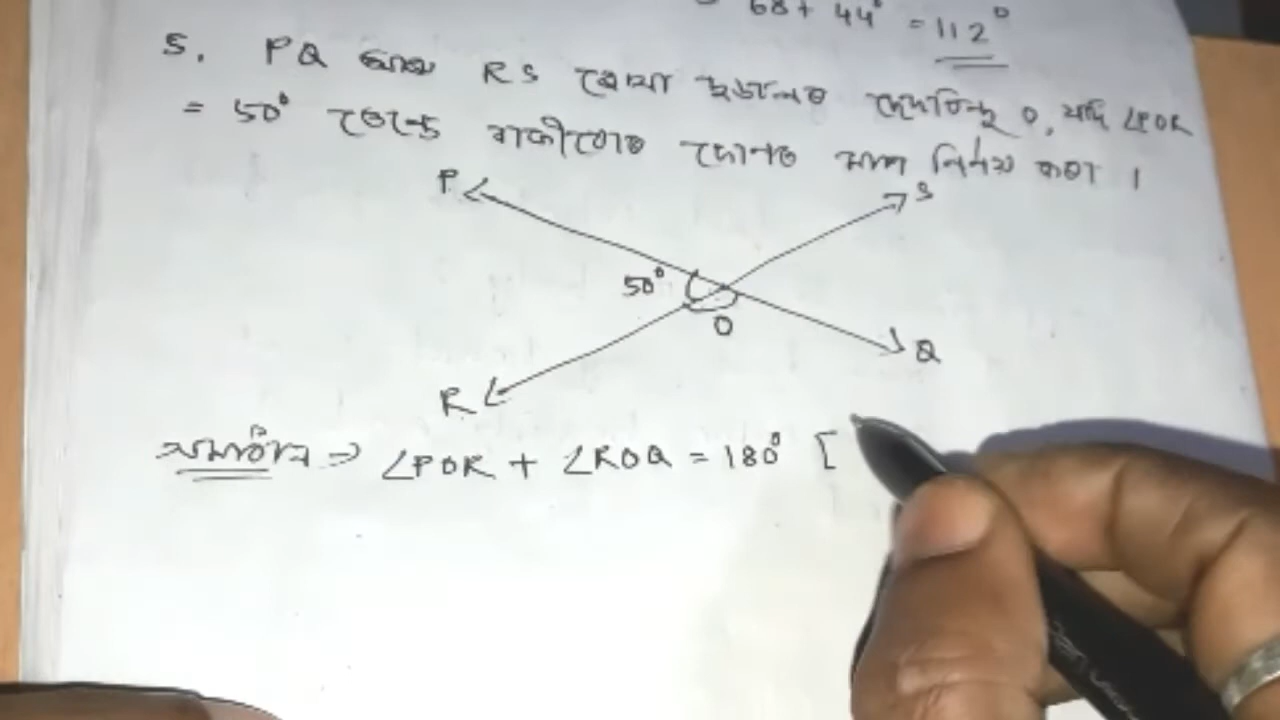 68 + 44° = 112°
5. PQ আৰু RS ৰেখা দুডালৰ ছেদবিন্দু O, যদি ∠POR
= 50° তেন্তে বাকীবোৰ কোণৰ মান নিৰ্ণয় কৰা ।
P S
50°
O
Q
R
সমাধান → ∠POR + ∠ROQ = 180° [